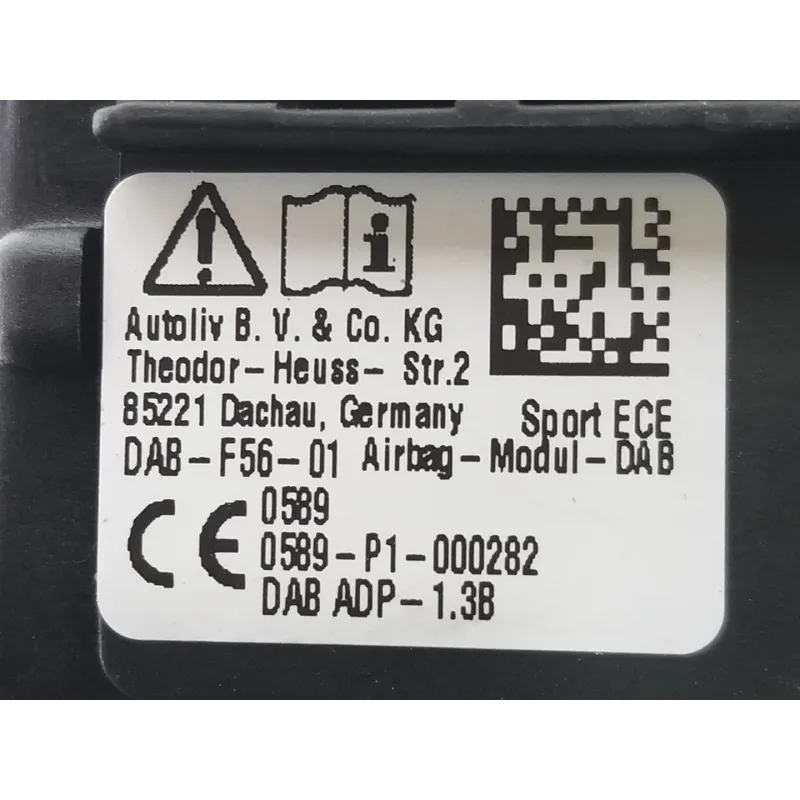 Autoliv B. V. & Co. KG
Theodor-Heuss- Str.2
85221 Dachau, Germany Sport ECE
DAB-F56-01 Airbag-Modul-DAB
CE 0589
0589-P1-000282
DAB ADP-1.3B